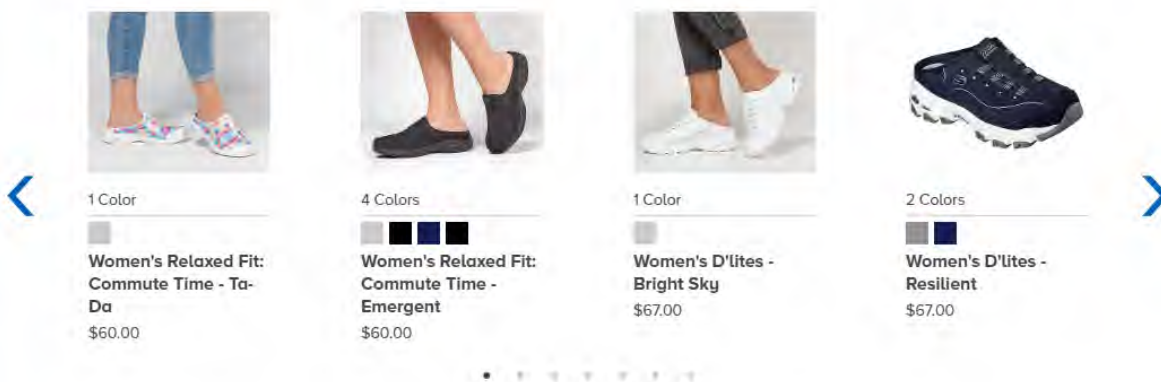 1 Color
Women's Relaxed Fit:
Commute Time - Ta-
Da
$60.00
4 Colors
Women's Relaxed Fit:
Commute Time -
Emergent
$60.00
1 Color
Women's D'lites -
Bright Sky
$67.00
2 Colors
Women's D'lites -
Resilient
$67.00